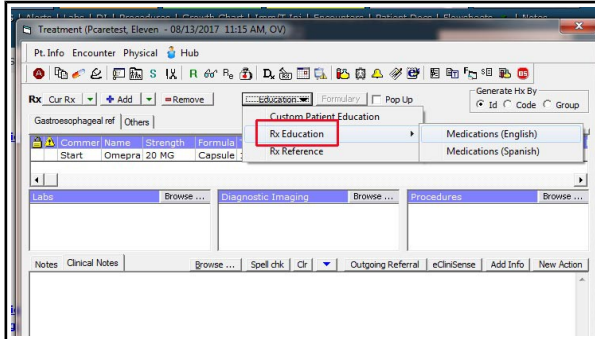 Alerts | Labs | DI | Procedures | Growth Chart | Imm/T.Inj | Encounters | Patient Docs | Flowsheets | Notes
Treatment (Pcaretest, Eleven - 08/13/2017 11:15 AM, OV)
Pt. Info Encounter Physical Hub
Rx Cur Rx Add Remove Education Formulary Pop Up
Generate Hx By
Id Code Group
Gastroesophageal ref Others
Custom Patient Education
Rx Education Medications (English)
Rx Reference Medications (Spanish)
Commer Name Strength Formula
Start Omepra 20 MG Capsule
Labs Browse ... Diagnostic Imaging Browse ... Procedures Browse ...
Notes Clinical Notes Browse ... Spell chk Clr Outgoing Referral eCliniSense Add Info New Action